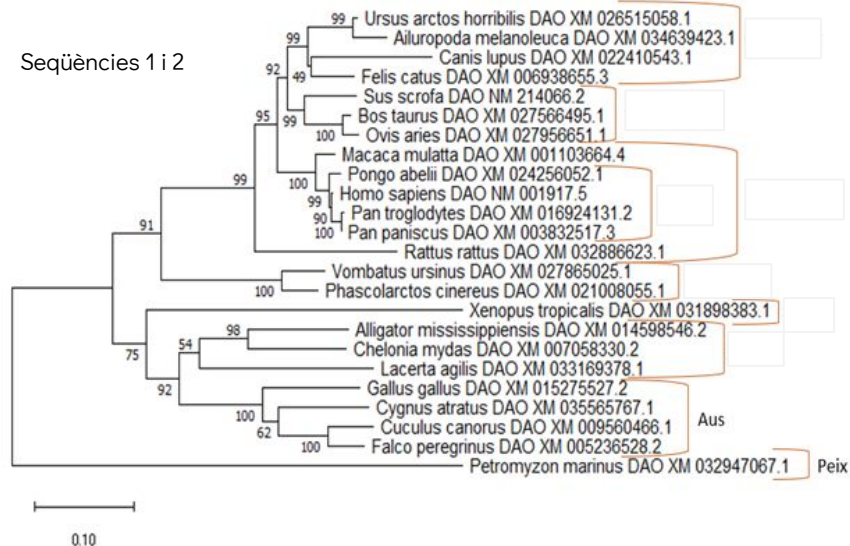 Seqüències 1 i 2
99
Ursus arctos horribilis DAO XM 026515058.1
Ailuropoda melanoleuca DAO XM 034639423.1
99
Canis lupus DAO XM 022410543.1
49
Felis catus DAO XM 006938655.3
92
Sus scrofa DAO NM 214066.2
99
Bos taurus DAO XM 027566495.1
100
Ovis aries DAO XM 027956651.1
95
Macaca mulatta DAO XM 001103664.4
100
Pongo abelii DAO XM 024256052.1
99
Homo sapiens DAO NM 001917.5
90
Pan troglodytes DAO XM 016924131.2
100
Pan paniscus DAO XM 003832517.3
99
Rattus rattus DAO XM 032886623.1
91
Vombatus ursinus DAO XM 027865025.1
100
Phascolarctos cinereus DAO XM 021008055.1
Xenopus tropicalis DAO XM 031898383.1
75
98
Alligator mississippiensis DAO XM 014598546.2
54
Chelonia mydas DAO XM 007058330.2
Lacerta agilis DAO XM 033169378.1
92
Gallus gallus DAO XM 015275527.2
100
Cygnus atratus DAO XM 035565767.1
62
Cuculus canorus DAO XM 009560466.1
100
Falco peregrinus DAO XM 005236528.2
Aus
Petromyzon marinus DAO XM 032947067.1
Peix
0.10